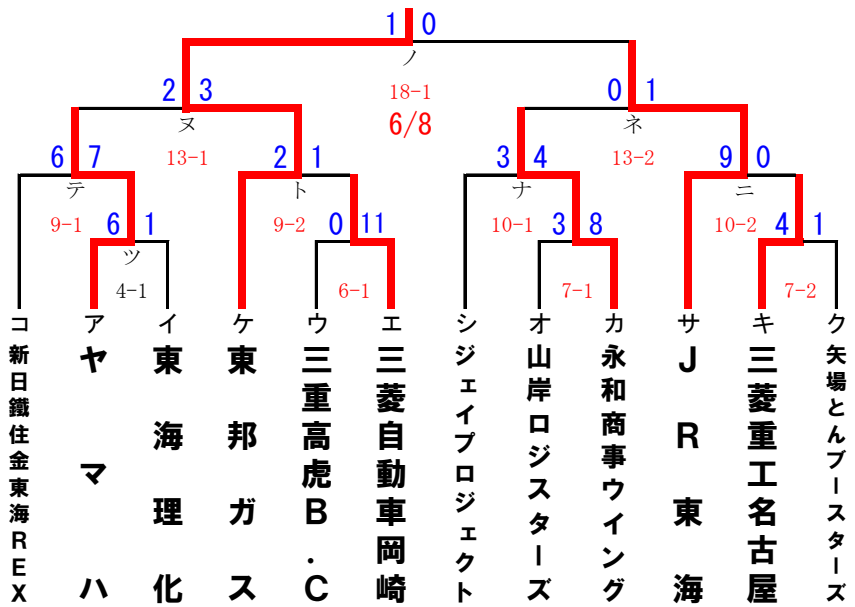 1 0
ノ
18-1
6/8
2 3
ヌ
13-1
0 1
ネ
13-2
6 7
テ
9-1
2 1
ト
9-2
3 4
ナ
10-1
9 0
ニ
10-2
6 1
ツ
4-1
0 11
6-1
3 8
7-1
4 1
7-2
コ ア イ ケ ウ エ シ オ カ サ キ ク
新日鐵住金東海REX
ヤマハ
東海理化
東邦ガス
三重高虎B.C
三菱自動車岡崎
ジェイプロジェクト
山岸ロジスターズ
永和商事ウイング
JR東海
三菱重工名古屋
矢場とんブースターズ